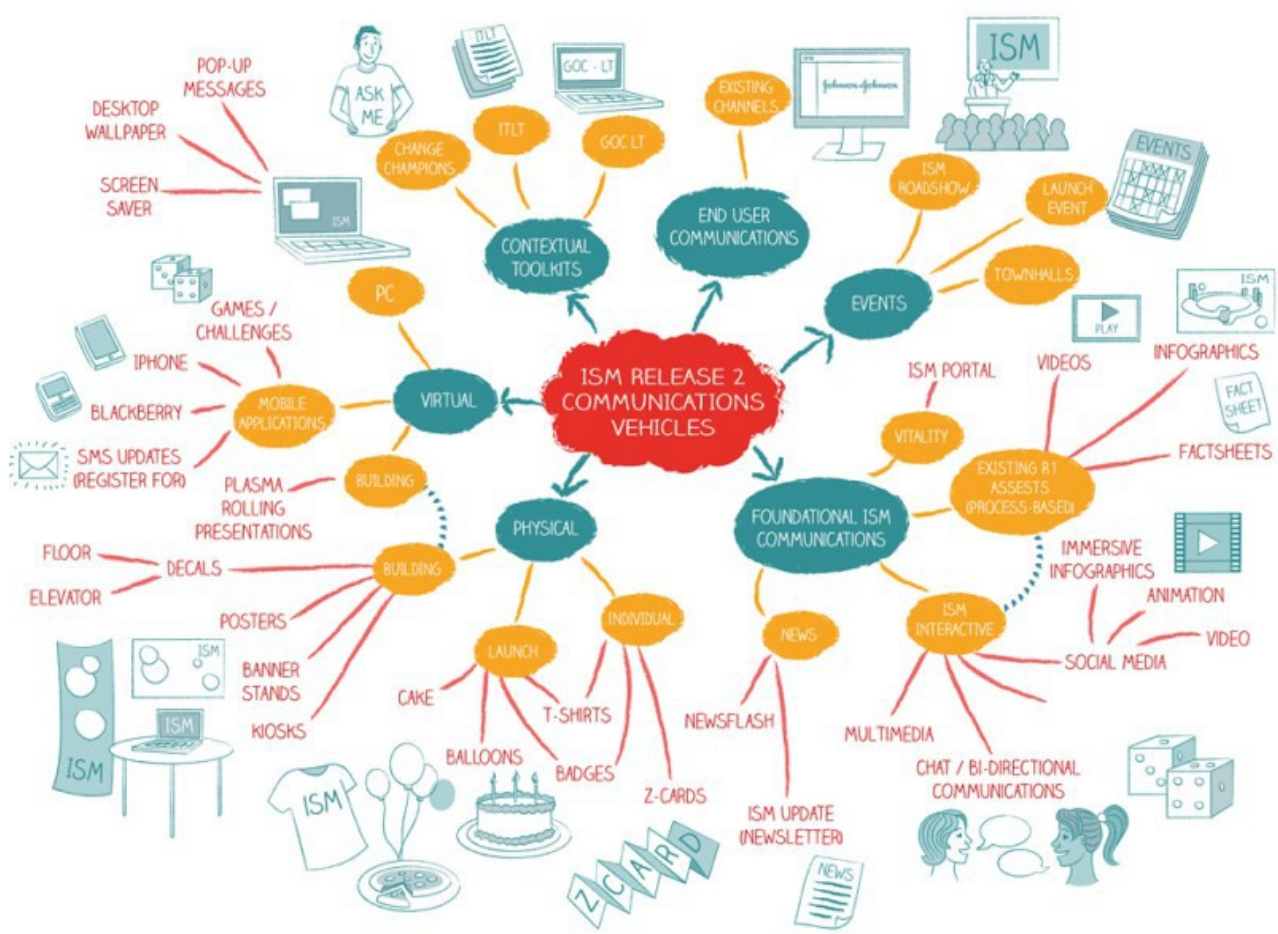 ISM RELEASE 2
COMMUNICATIONS
VEHICLES
CONTEXTUAL
TOOLKITS
CHANGE
CHAMPIONS
ITLT
GOC LT
ASK
ME
ITLT
GOC - LT
END USER
COMMUNICATIONS
EXISTING
CHANNELS
Johnson & Johnson
ISM
EVENTS
ISM
ROADSHOW
LAUNCH
EVENT
TOWNHALLS
EVENTS
FOUNDATIONAL ISM
COMMUNICATIONS
VITALITY
ISM PORTAL
EXISTING R1
ASSESTS
(PROCESS-BASED)
VIDEOS
PLAY
INFOGRAPHICS
ISM
FACTSHEETS
FACT
SHEET
ISM
INTERACTIVE
IMMERSIVE
INFOGRAPHICS
ANIMATION
VIDEO
SOCIAL MEDIA
MULTIMEDIA
CHAT / BI-DIRECTIONAL
COMMUNICATIONS
NEWS
NEWSFLASH
ISM UPDATE
(NEWSLETTER)
NEWS
PHYSICAL
INDIVIDUAL
T-SHIRTS
BADGES
Z-CARDS
Z CARD
LAUNCH
CAKE
BALLOONS
ISM
BUILDING
DECALS
FLOOR
ELEVATOR
POSTERS
BANNER
STANDS
KIOSKS
ISM
ISM
ISM
VIRTUAL
BUILDING
PLASMA
ROLLING
PRESENTATIONS
MOBILE
APPLICATIONS
GAMES /
CHALLENGES
IPHONE
BLACKBERRY
SMS UPDATES
(REGISTER FOR)
PC
POP-UP
MESSAGES
DESKTOP
WALLPAPER
SCREEN
SAVER
ISM